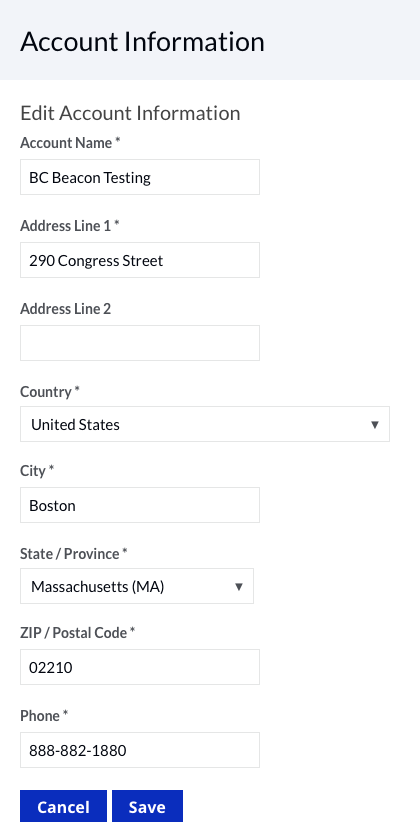 Account Information
Edit Account Information
Account Name *
BC Beacon Testing
Address Line 1 *
290 Congress Street
Address Line 2
Country *
United States ▼
City *
Boston
State / Province *
Massachusetts (MA) ▼
ZIP / Postal Code *
02210
Phone *
888-882-1880
Cancel Save